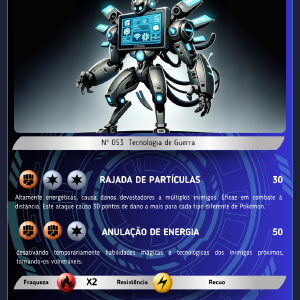 Nº 053 Tecnologia de Guerra
RAJADA DE PARTÍCULAS 30
Altamente energéticas, causa danos devastadores a múltiplos inimigos. Eficaz em combate à
distância. Este ataque causa 30 pontos de dano a mais para cada tipo diferente de Pokémon.
ANULAÇÃO DE ENERGIA 50
desativando temporariamente habilidades mágicas e tecnológicas dos inimigos próximos,
tornando-os vulneráveis.
Fraqueza X2 Resistência Recuo